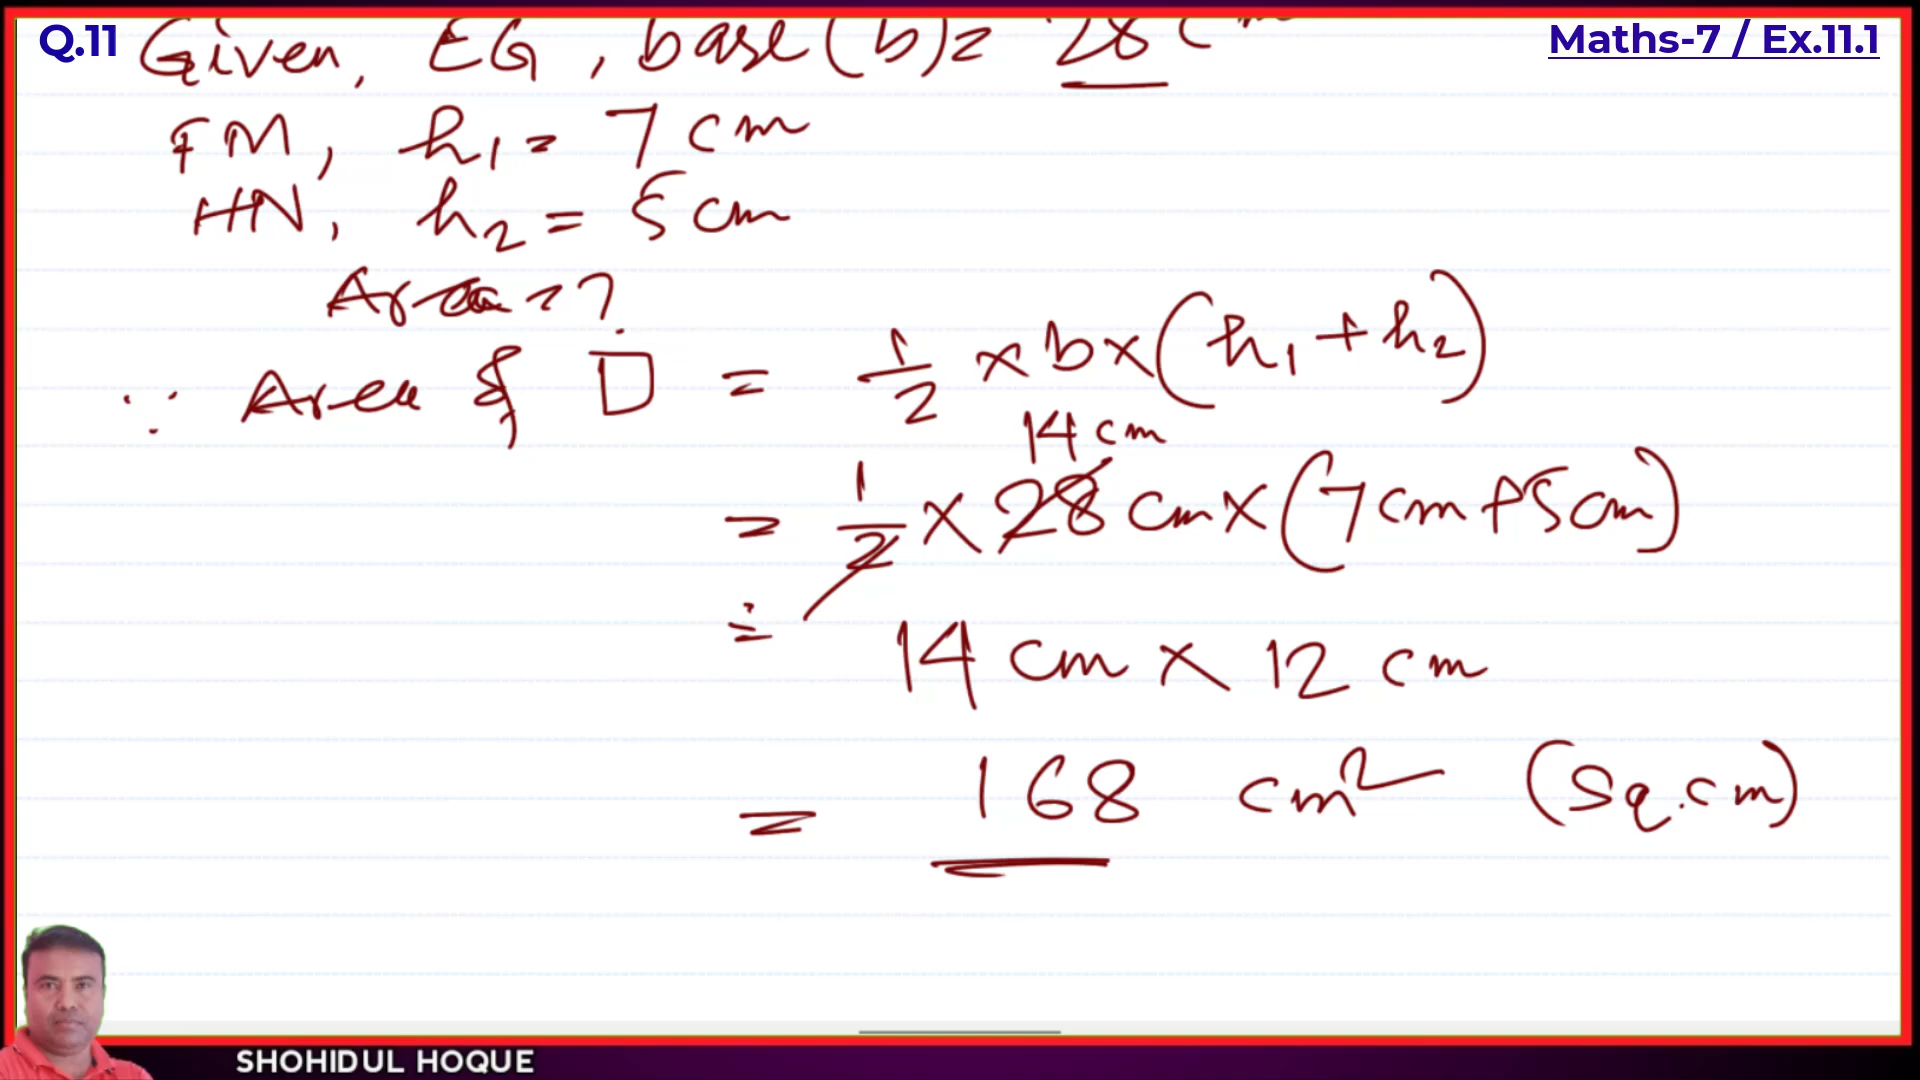 Q.11
Maths-7 / Ex.11.1
Given, EG, base (b) = 28 cm
FM, h₁ = 7 cm
HN, h₂ = 5 cm
Area = ?
∵ Area of □ = 1/2 × b × (h₁ + h₂)
14 cm
= 1/2 × 28 cm × (7 cm + 5 cm)
= 14 cm × 12 cm
= 168 cm² (Sq.cm)
SHOHIDUL HOQUE